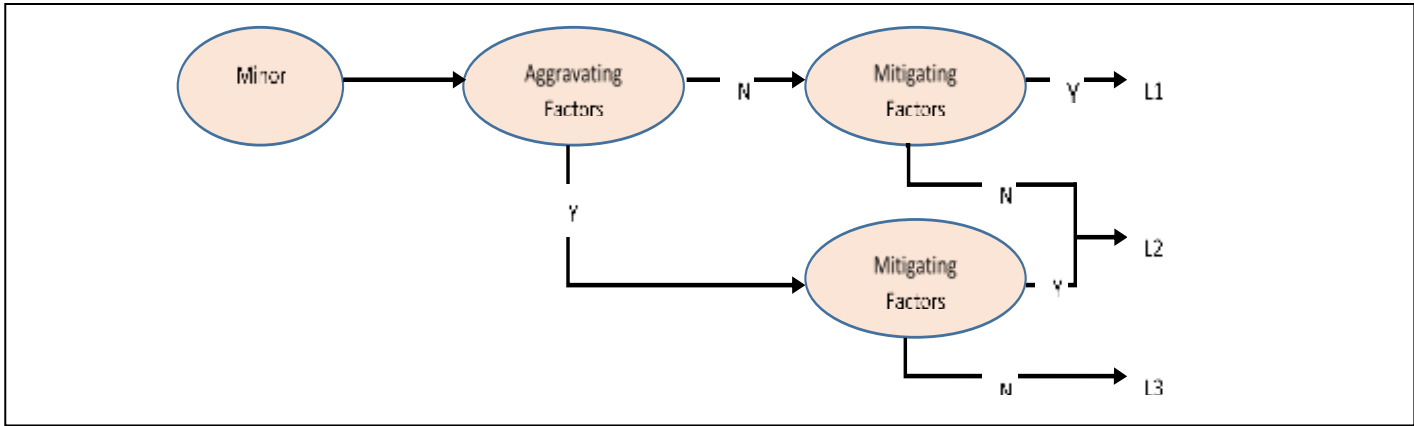 Minor
Aggravating
Factors
N
Mitigating
Factors
Y
L1
N
Y
L2
Mitigating
Factors
Y
N
L3